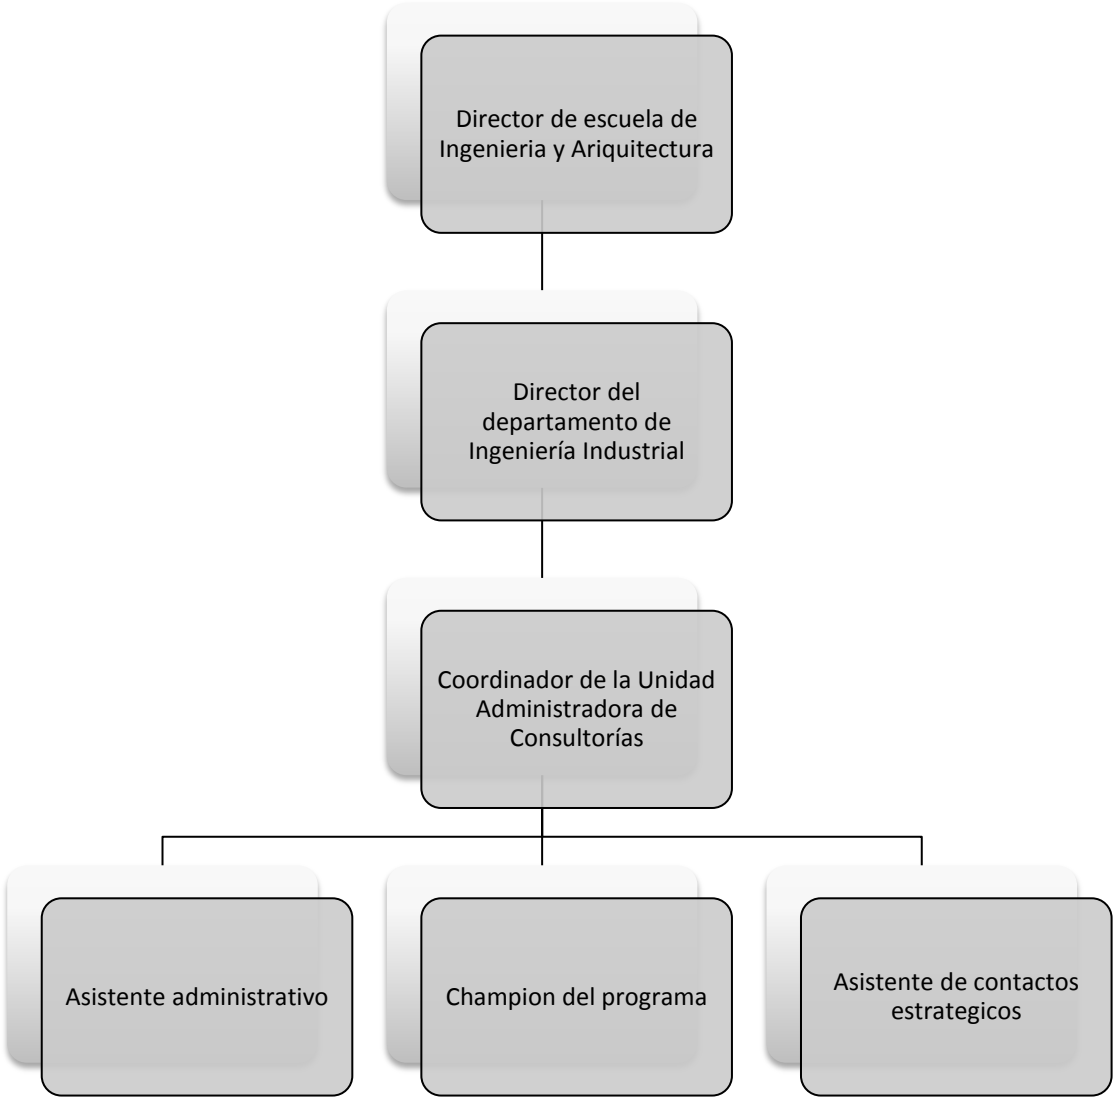 Director de escuela de
Ingenieria y Ariquitectura
Director del
departamento de
Ingeniería Industrial
Coordinador de la Unidad
Administradora de
Consultorías
Asistente administrativo
Champion del programa
Asistente de contactos
estrategicos